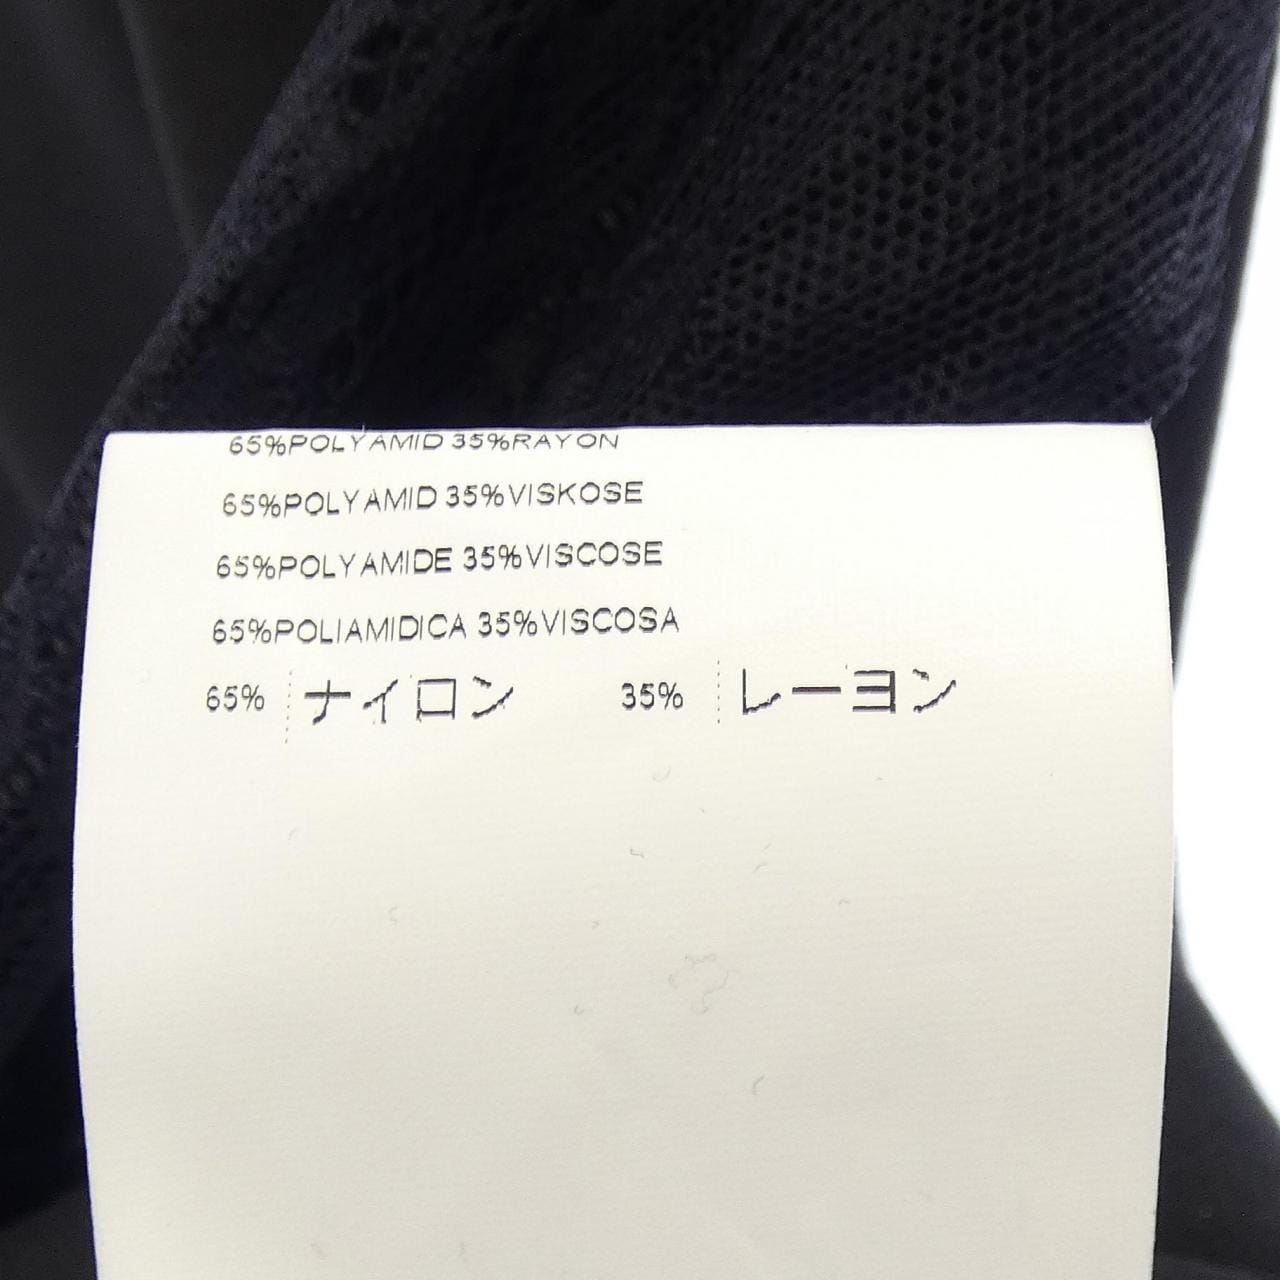 65%POLYAMID 35%RAYON
65%POLYAMID 35%VISKOSE
65%POLYAMIDE 35%VISCOSE
65%POLIAMIDICA 35%VISCOSA
65% ナイロン 35% レーヨン